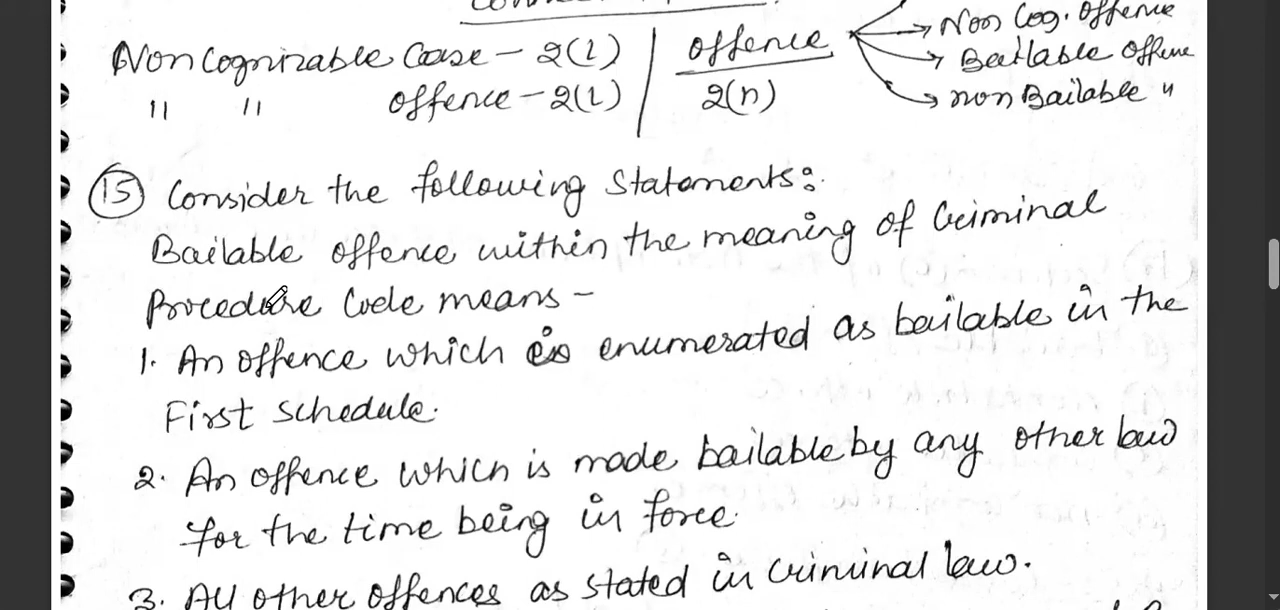 Non Cog. Offence
Non Cognizable Case - 2(l) | offence → Bailable Offence
" " offence - 2(l) | 2(n) → non Bailable "
(15) Consider the following Statements:
Bailable offence within the meaning of Criminal
Procedure Code means -
1. An offence which is enumerated as bailable in the
First Schedule.
2. An offence which is made bailable by any other law
for the time being in force.
3. All other offences as stated in criminal law.